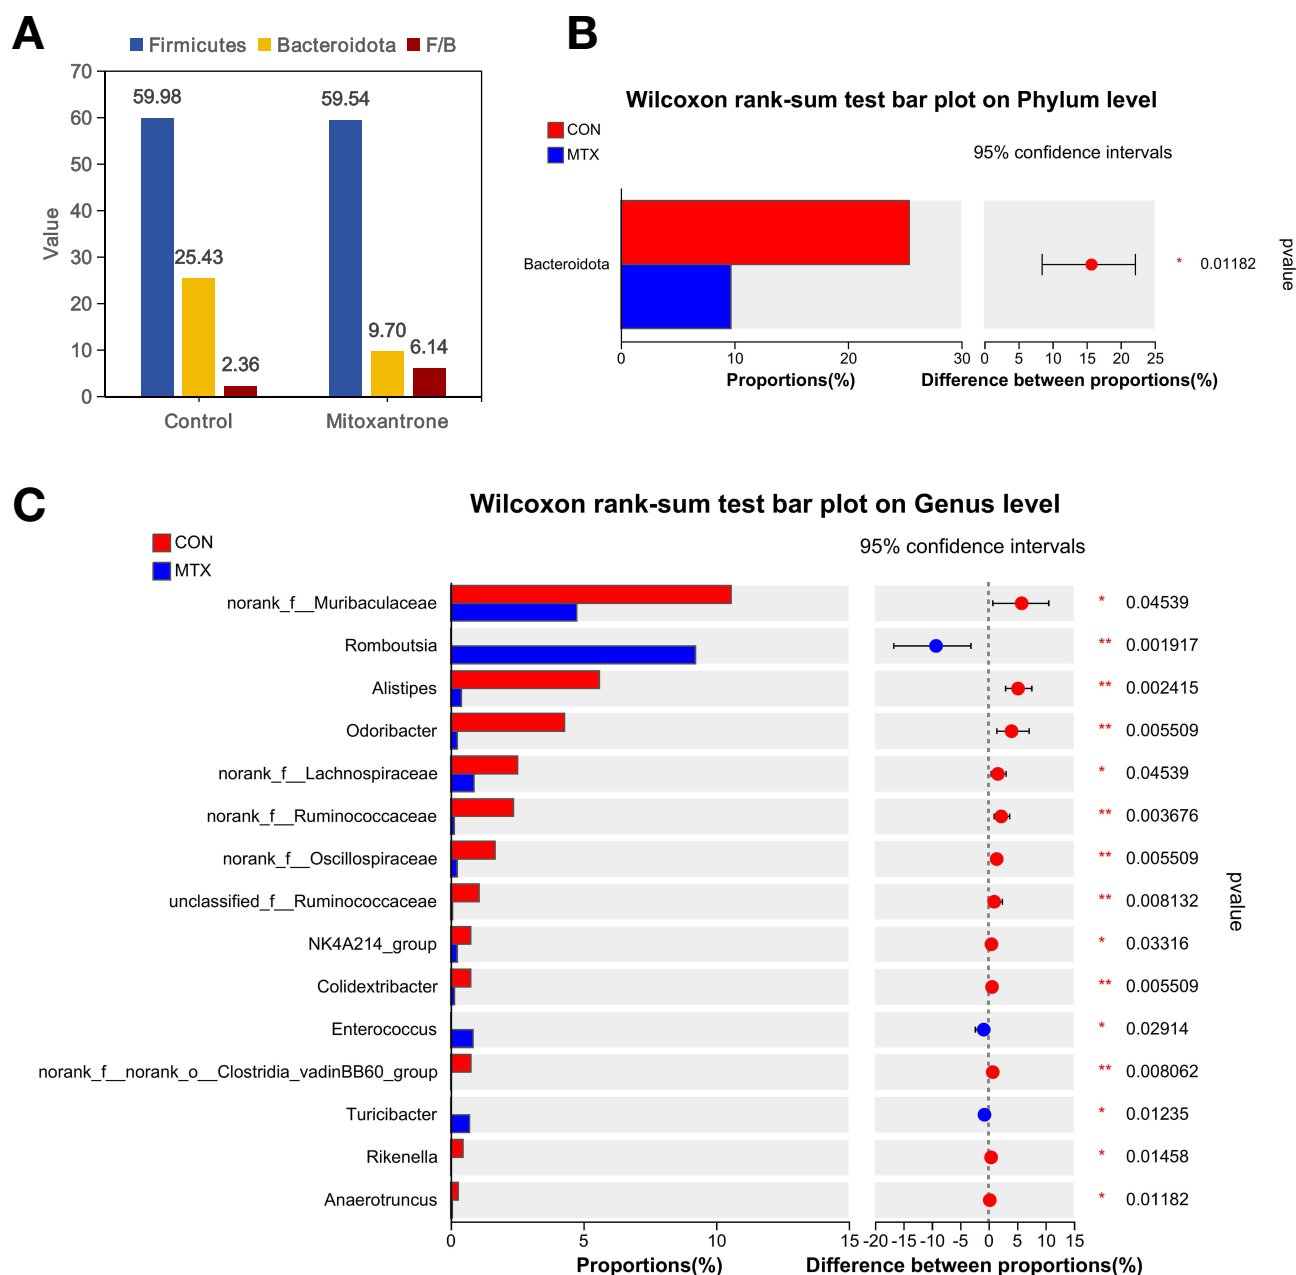 A
Firmicutes Bacteroidota F/B
Value
70
60
50
40
30
20
10
0
59.98
25.43
2.36
59.54
9.70
6.14
Control Mitoxantrone
B
Wilcoxon rank-sum test bar plot on Phylum level
CON
MTX
95% confidence intervals
Bacteroidota
* 0.01182
pvalue
0 10 20 30
0 5 10 15 20 25
Proportions(%)
Difference between proportions(%)
C
Wilcoxon rank-sum test bar plot on Genus level
CON
MTX
95% confidence intervals
norank_f__Muribaculaceae * 0.04539
Romboutsia ** 0.001917
Alistipes ** 0.002415
Odoribacter ** 0.005509
norank_f__Lachnospiraceae * 0.04539
norank_f__Ruminococcaceae ** 0.003676
norank_f__Oscillospiraceae ** 0.005509
unclassified_f__Ruminococcaceae ** 0.008132
NK4A214_group * 0.03316
Colidextribacter ** 0.005509
Enterococcus * 0.02914
norank_f__norank_o__Clostridia_vadinBB60_group ** 0.008062
Turicibacter * 0.01235
Rikenella * 0.01458
Anaerotruncus * 0.01182
pvalue
0 5 10 15
-20 -15 -10 -5 0 5 10 15
Proportions(%)
Difference between proportions(%)